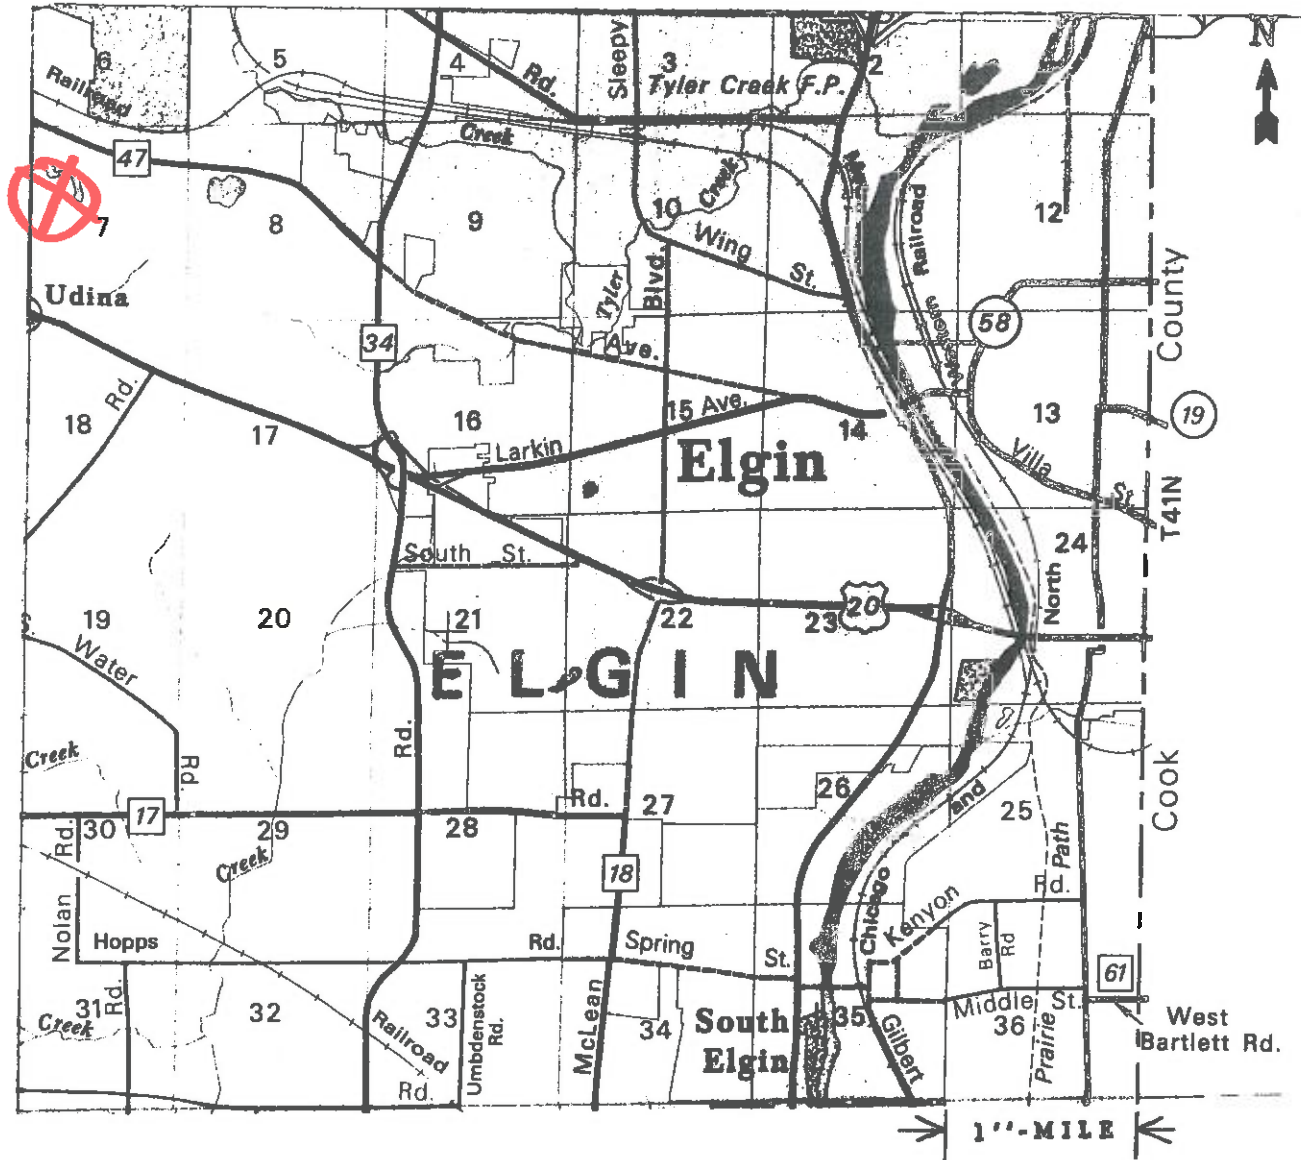 N
6
5
4
Rd.
Sleepy
3
2
Tyler Creek F.P.
Railroad
47
Creek
7
8
9
10
Creek
12
Wing
St.
Railroad
Udina
Tyler
Blvd.
County
34
Ave.
58
Rd.
18
17
16
15 Ave.
14
13
19
Larkin
Elgin
Villa
St.
T41N
South St.
24
North
19
20
21
22
23
20
Water
ELGIN
Creek
Rd.
Rd.
Rd.
27
26
and
25
Cook
30
17
29
28
Rd.
Creek
18
Path
Rd.
Nolan
Chicago
Kenyon
Hopps
Rd.
Spring
St.
Barry
Rd
61
31
Rd.
32
33
Umbdenstock
Rd.
34
35
Middle St.
36
Creek
Railroad
Rd.
McLean
South
Elgin
Gilbert
Prairie
West
Bartlett Rd.
1"-MILE